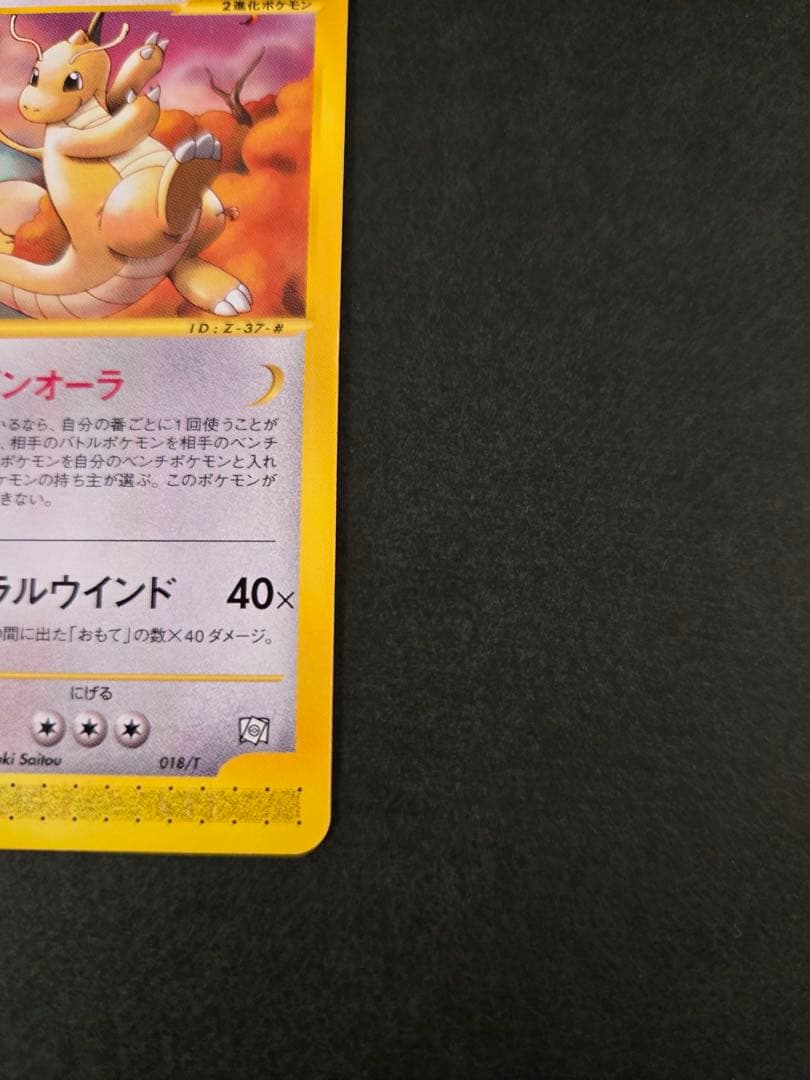 2進化ポケモン
ID:Z-37-#
ンオーラ
いるなら、自分の番ごとに1回使うことが
、相手のバトルポケモンを相手のベンチ
ポケモンを自分のベンチポケモンと入れ
ケモンの持ち主が選ぶ。このポケモンが
きない。
ラルウインド 40×
間に出た「おもて」の数×40ダメージ。
にげる
uki Saitou 018/T